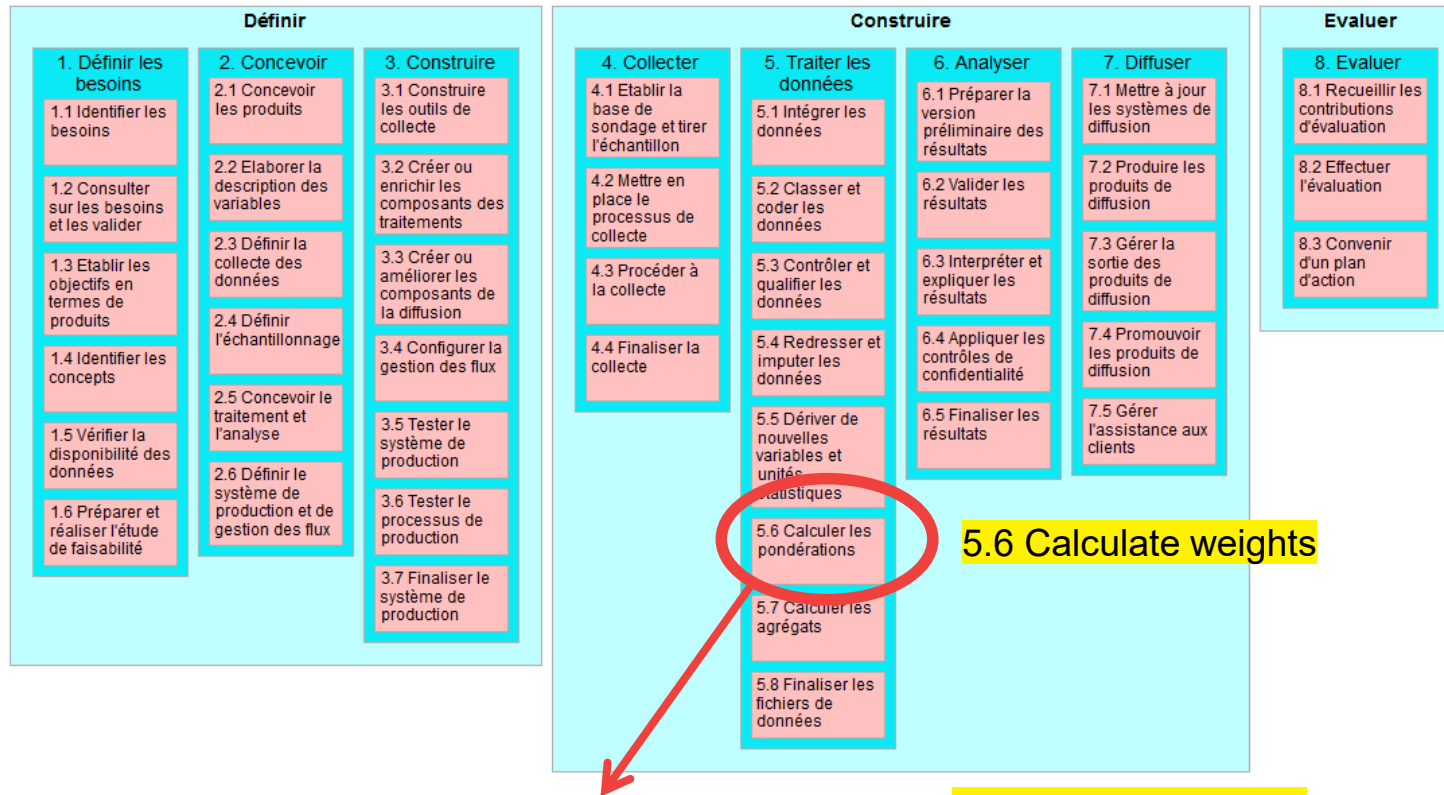 Définir
1. Définir les
besoins
1.1 Identifier les
besoins
1.2 Consulter
sur les besoins
et les valider
1.3 Etablir les
objectifs en
termes de
produits
1.4 Identifier les
concepts
1.5 Vérifier la
disponibilité des
données
1.6 Préparer et
réaliser l'étude
de faisabilité
2. Concevoir
2.1 Concevoir
les produits
2.2 Elaborer la
description des
variables
2.3 Définir la
collecte des
données
2.4 Définir
l'échantillonnage
2.5 Concevoir le
traitement et
l'analyse
2.6 Définir le
système de
production et de
gestion des flux
3. Construire
3.1 Construire
les outils de
collecte
3.2 Créer ou
enrichir les
composants des
traitements
3.3 Créer ou
améliorer les
composants de
la diffusion
3.4 Configurer la
gestion des flux
3.5 Tester le
système de
production
3.6 Tester le
processus de
production
3.7 Finaliser le
système de
production
Construire
4. Collecter
4.1 Etablir la
base de
sondage et tirer
l'échantillon
4.2 Mettre en
place le
processus de
collecte
4.3 Procéder à
la collecte
4.4 Finaliser la
collecte
5. Traiter les
données
5.1 Intégrer les
données
5.2 Classer et
coder les
données
5.3 Contrôler et
qualifier les
données
5.4 Redresser et
imputer les
données
5.5 Dériver de
nouvelles
variables et
unités
statistiques
5.6 Calculer les
pondérations
5.7 Calculer les
agrégats
5.8 Finaliser les
fichiers de
données
6. Analyser
6.1 Préparer la
version
préliminaire des
résultats
6.2 Valider les
résultats
6.3 Interpréter et
expliquer les
résultats
6.4 Appliquer les
contrôles de
confidentialité
6.5 Finaliser les
résultats
7. Diffuser
7.1 Mettre à jour
les systèmes de
diffusion
7.2 Produire les
produits de
diffusion
7.3 Gérer la
sortie des
produits de
diffusion
7.4 Promouvoir
les produits de
diffusion
7.5 Gérer
l'assistance aux
clients
5.6 Calculate weights
Evaluer
8. Evaluer
8.1 Recueillir les
contributions
d'évaluation
8.2 Effectuer
l'évaluation
8.3 Convenir
d'un plan
d'action